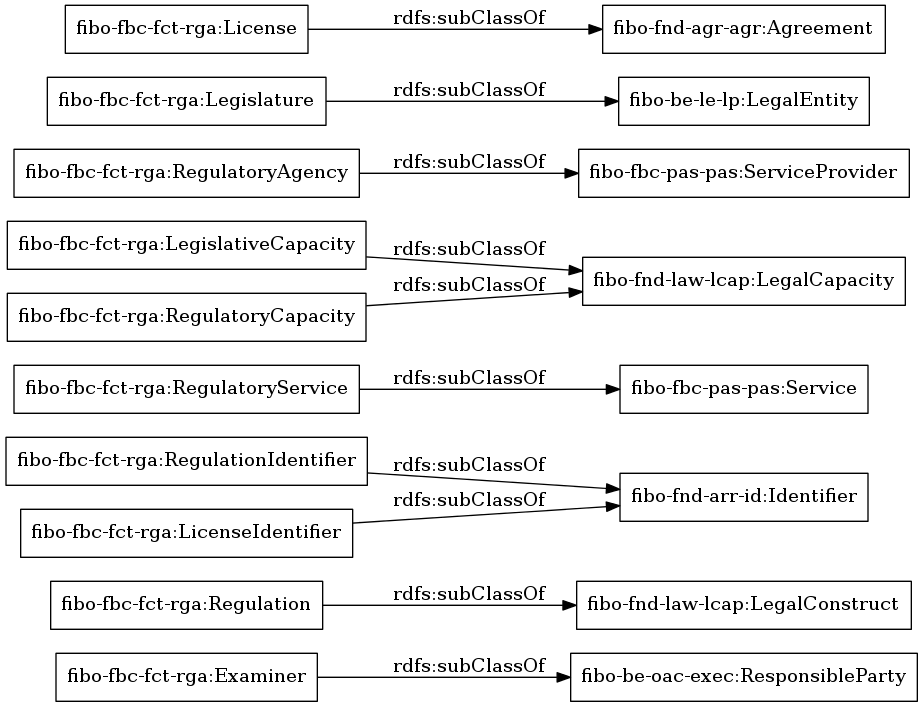 fibo-fbc-fct-rga:License rdfs:subClassOf fibo-fnd-agr-agr:Agreement
fibo-fbc-fct-rga:Legislature rdfs:subClassOf fibo-be-le-lp:LegalEntity
fibo-fbc-fct-rga:RegulatoryAgency rdfs:subClassOf fibo-fbc-pas-pas:ServiceProvider
fibo-fbc-fct-rga:LegislativeCapacity rdfs:subClassOf
fibo-fnd-law-lcap:LegalCapacity
fibo-fbc-fct-rga:RegulatoryCapacity rdfs:subClassOf
fibo-fbc-fct-rga:RegulatoryService rdfs:subClassOf fibo-fbc-pas-pas:Service
fibo-fbc-fct-rga:RegulationIdentifier rdfs:subClassOf
fibo-fnd-arr-id:Identifier
fibo-fbc-fct-rga:LicenseIdentifier rdfs:subClassOf
fibo-fbc-fct-rga:Regulation rdfs:subClassOf fibo-fnd-law-lcap:LegalConstruct
fibo-fbc-fct-rga:Examiner rdfs:subClassOf fibo-be-oac-exec:ResponsibleParty